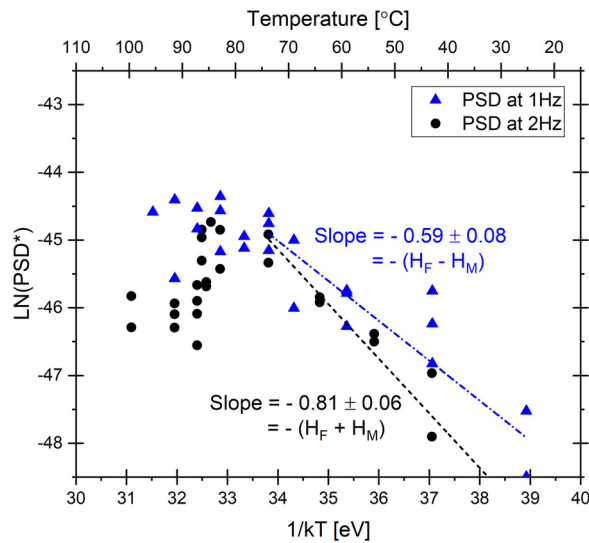 Temperature [°C]
110 100 90 80 70 60 50 40 30 20 10
-43
-44
-45
-46
-47
-48
PSD at 1Hz
PSD at 2Hz
LN(PSD*)
Slope = - 0.59 ± 0.08
= - (H_F - H_M)
Slope = - 0.81 ± 0.06
= - (H_F + H_M)
30 31 32 33 34 35 36 37 38 39 40
1/kT [eV]